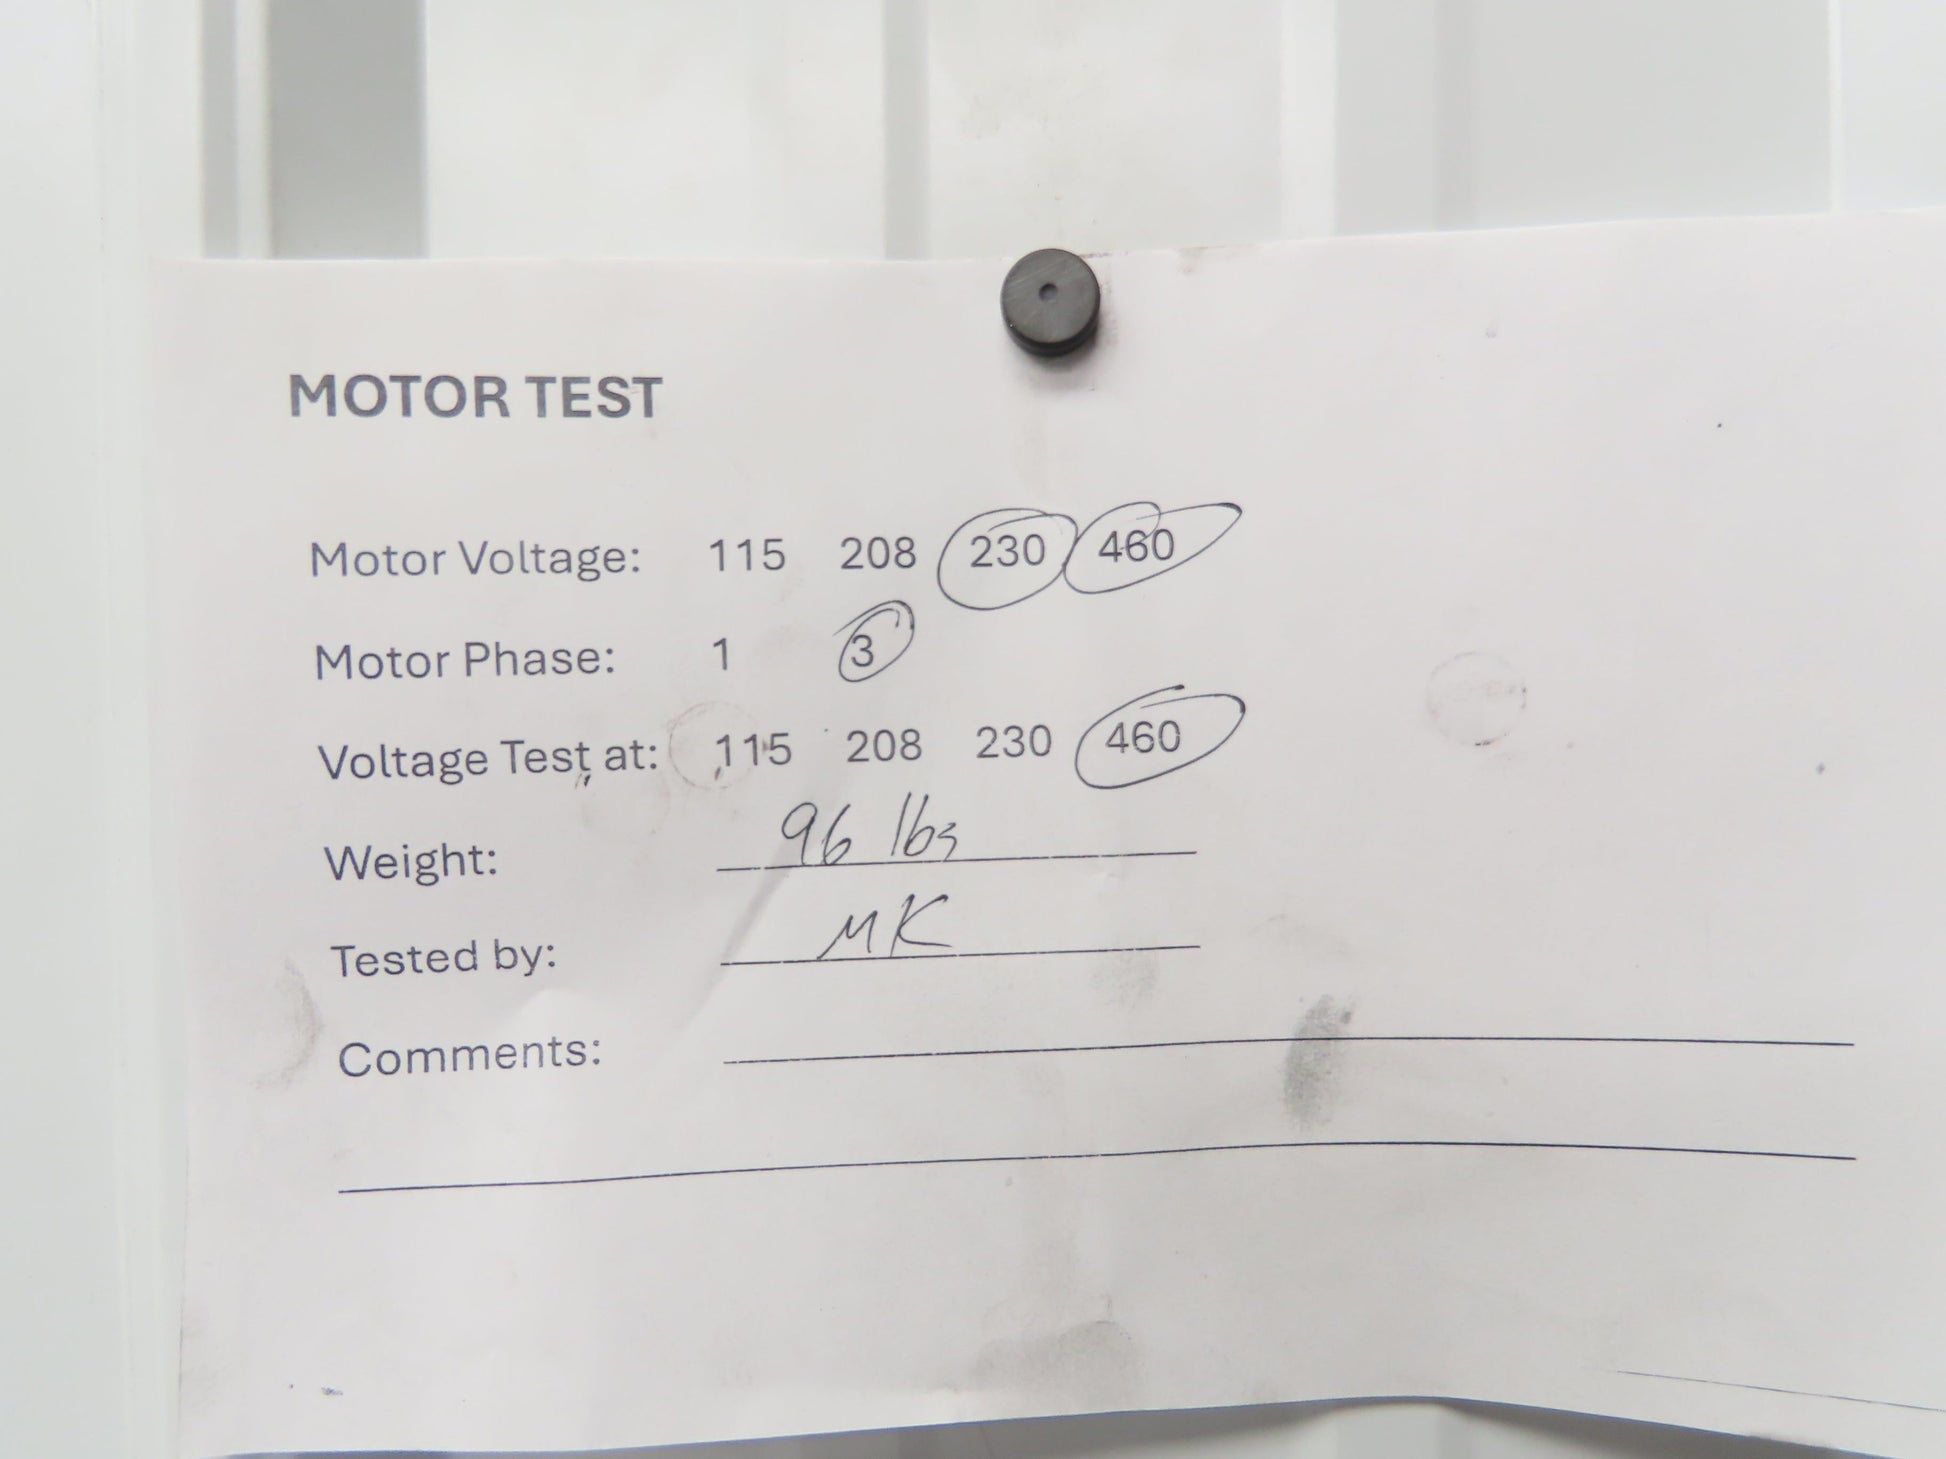 MOTOR TEST
Motor Voltage: 115 208 230 460
Motor Phase: 1 3
Voltage Test at: 115 208 230 460
Weight: 96 lbs
Tested by: MK
Comments: